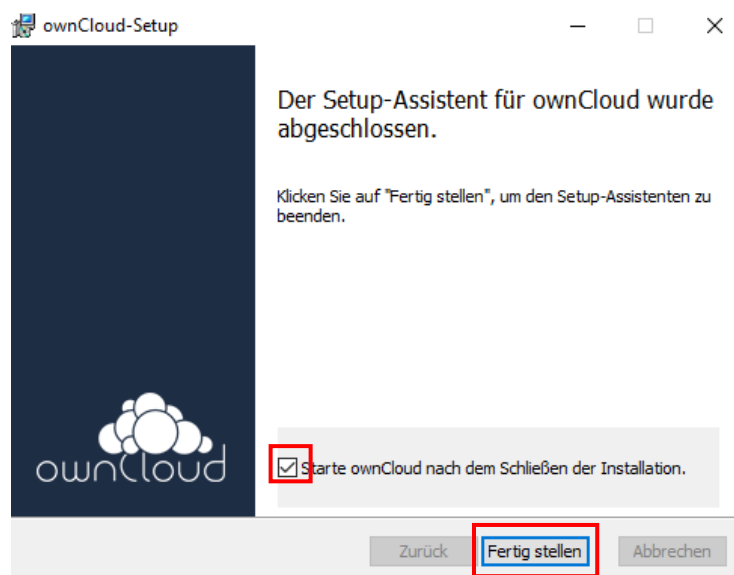 ownCloud-Setup
Der Setup-Assistent für ownCloud wurde
abgeschlossen.
Klicken Sie auf "Fertig stellen", um den Setup-Assistenten zu
beenden.
ownCloud
Starte ownCloud nach dem Schließen der Installation.
Zurück
Fertig stellen
Abbrechen